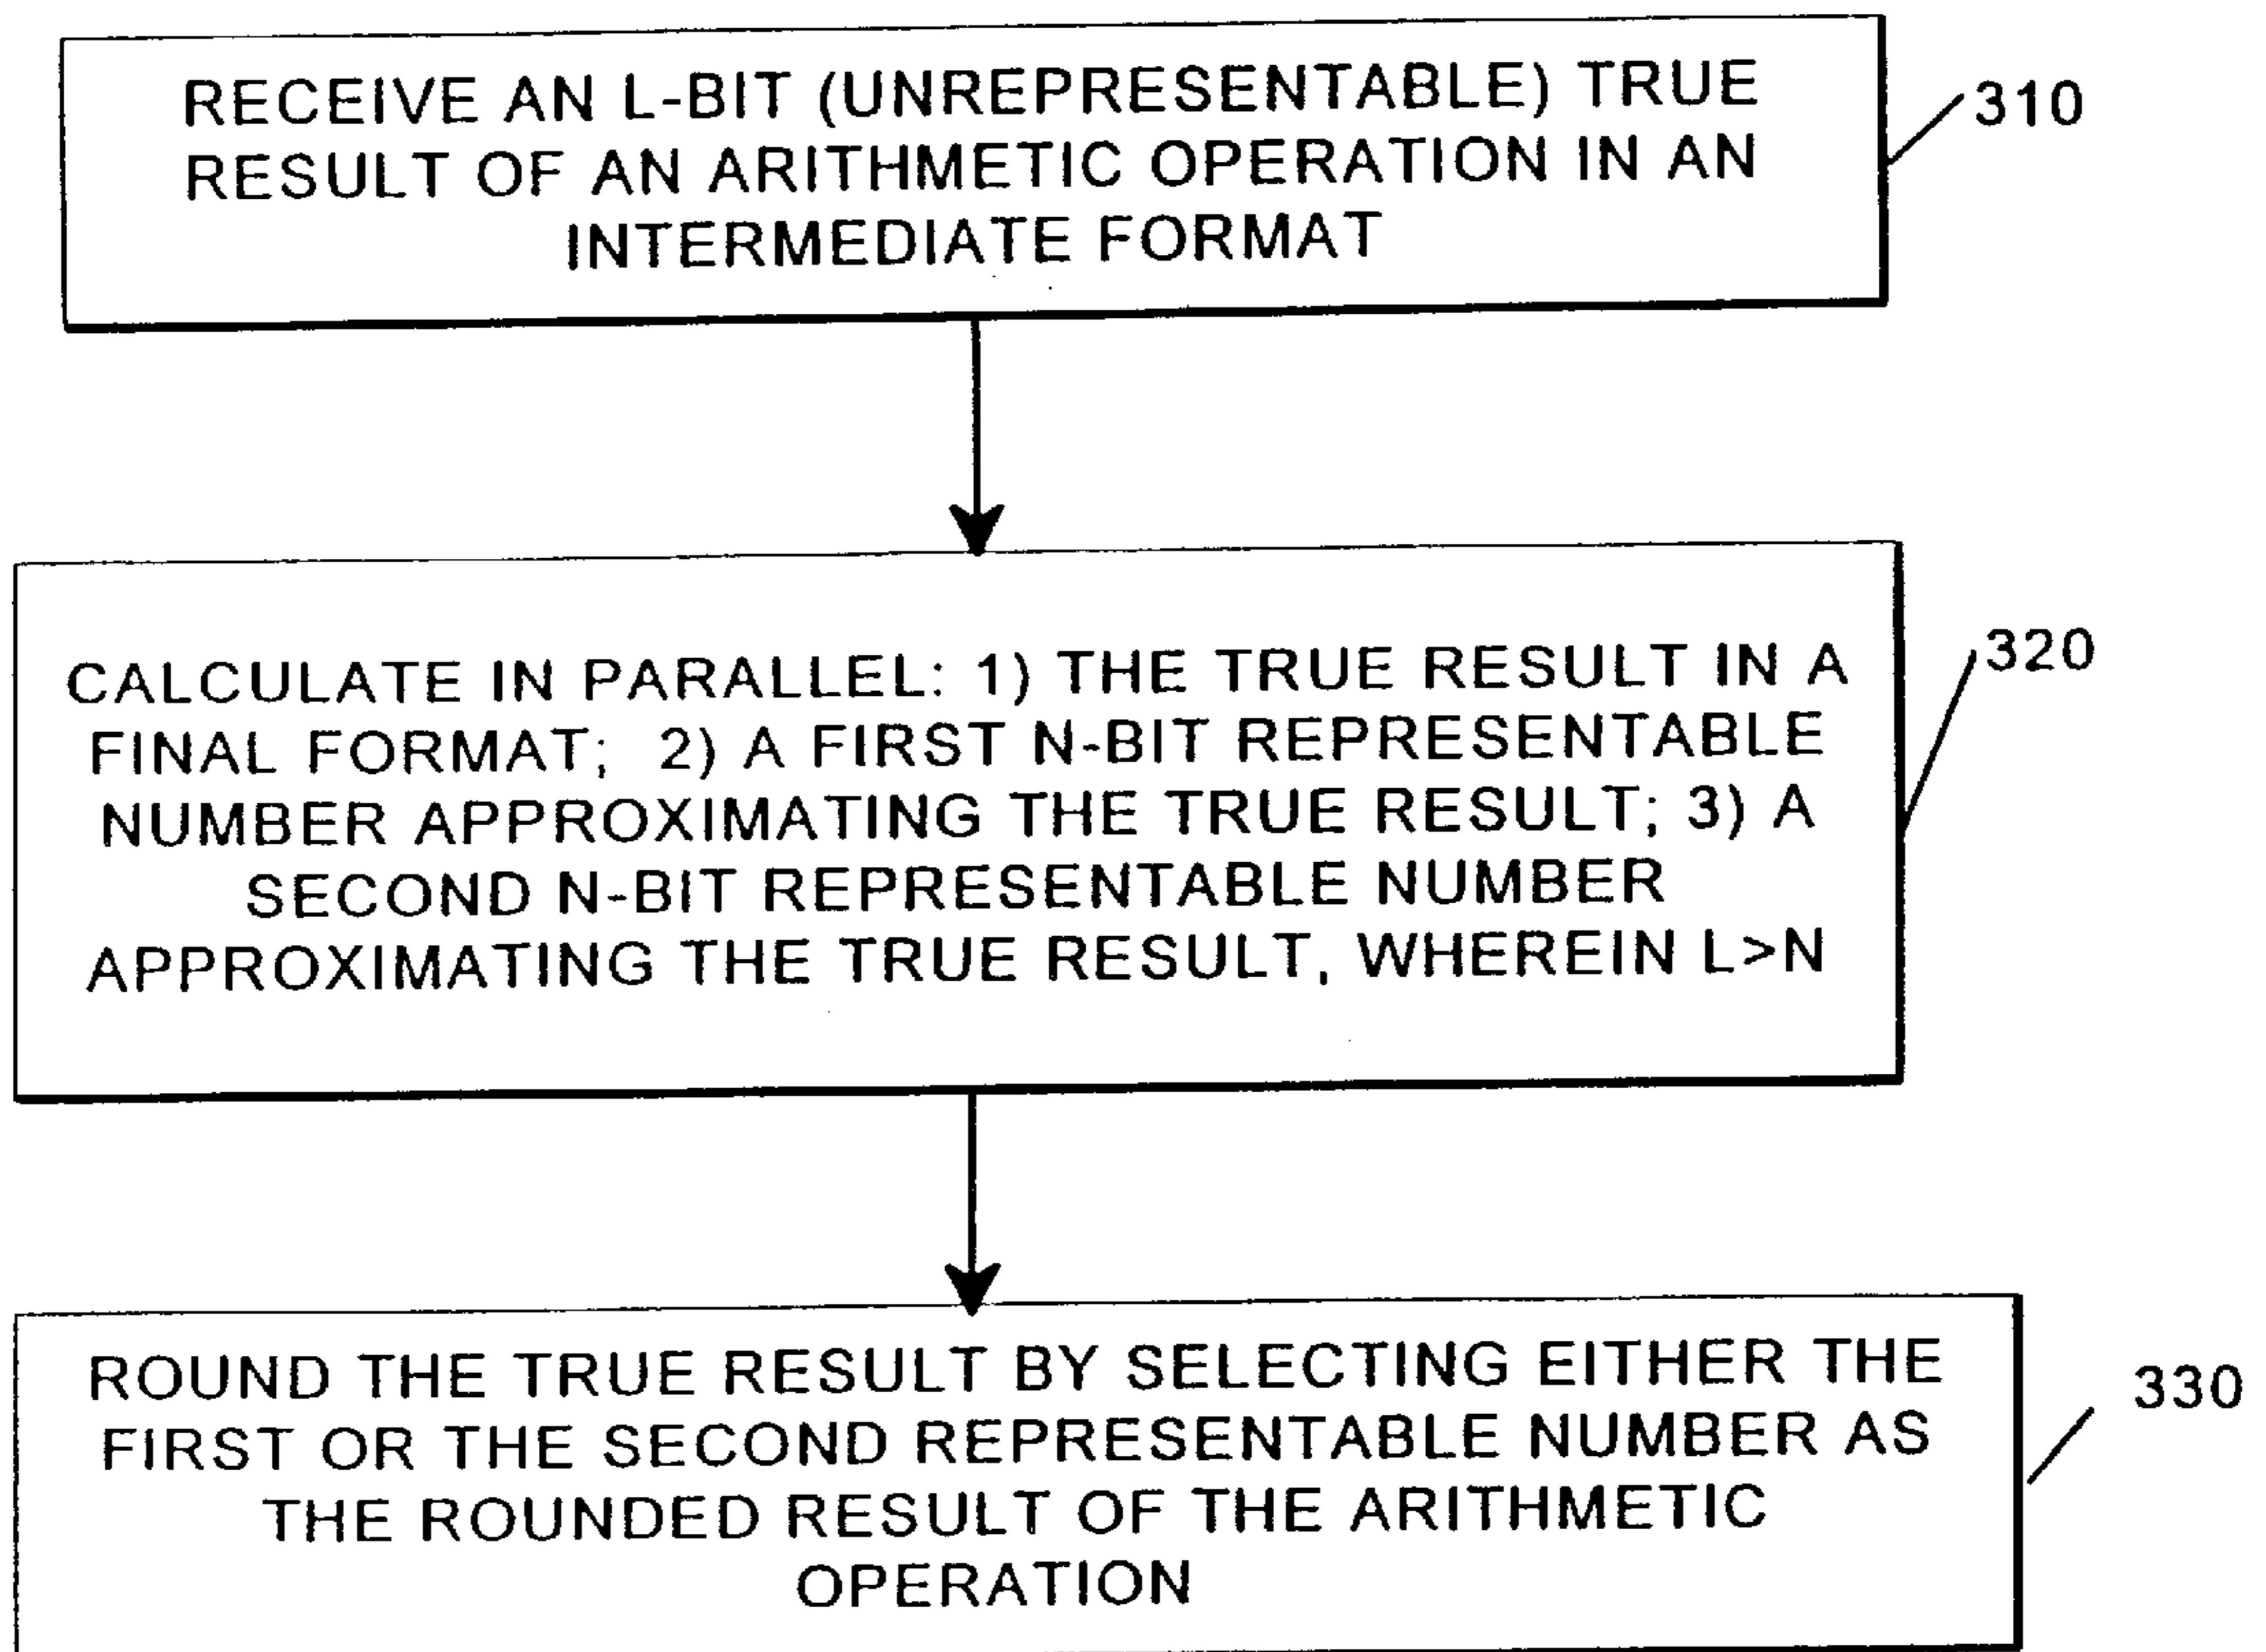 RECEIVE AN L-BIT (UNREPRESENTABLE) TRUE
RESULT OF AN ARITHMETIC OPERATION IN AN
INTERMEDIATE FORMAT
310
CALCULATE IN PARALLEL: 1) THE TRUE RESULT IN A
FINAL FORMAT; 2) A FIRST N-BIT REPRESENTABLE
NUMBER APPROXIMATING THE TRUE RESULT; 3) A
SECOND N-BIT REPRESENTABLE NUMBER
APPROXIMATING THE TRUE RESULT, WHEREIN L>N
320
ROUND THE TRUE RESULT BY SELECTING EITHER THE
FIRST OR THE SECOND REPRESENTABLE NUMBER AS
THE ROUNDED RESULT OF THE ARITHMETIC
OPERATION
330